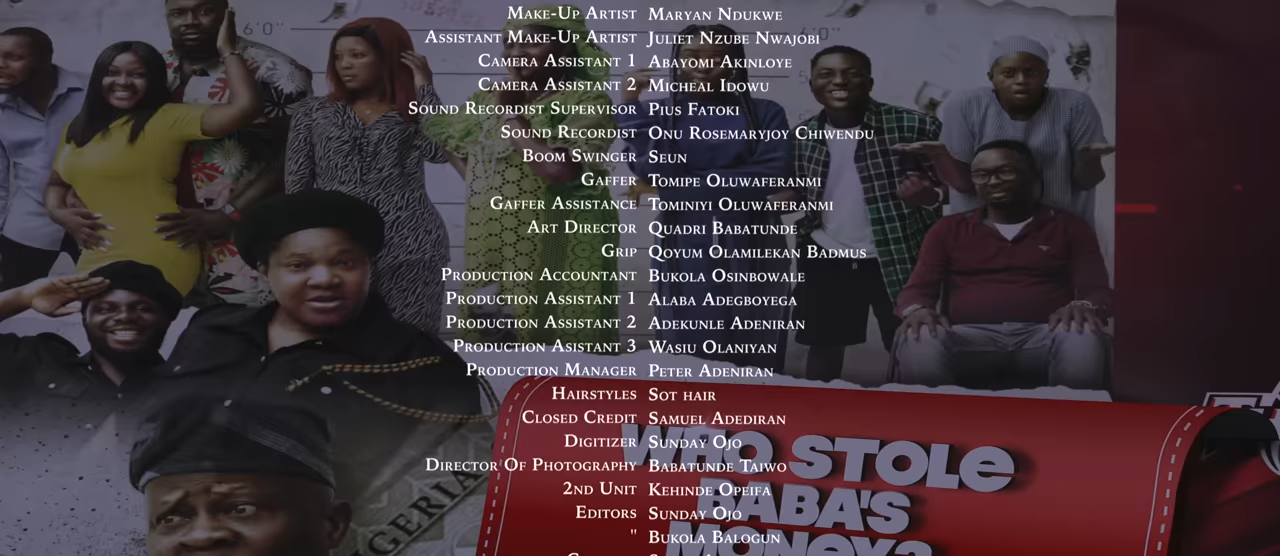 Make-Up Artist Maryan Ndukwe
Assistant Make-Up Artist Juliet Nzube Nwajobi
Camera Assistant 1 Abayomi Akinloye
Camera Assistant 2 Micheal Idowu
Sound Recordist Supervisor Pius Fatoki
Sound Recordist Onu Rosemaryjoy Chiwendu
Boom Swinger Seun
Gaffer Tomipe Oluwaferanmi
Gaffer Assistance Tominiyi Oluwaferanmi
Art Director Quadri Babatunde
Grip Qoyum Olamilekan Badmus
Production Accountant Bukola Osinbowale
Production Assistant 1 Alaba Adegboyega
Production Assistant 2 Adekunle Adeniran
Production Asistant 3 Wasiu Olaniyan
Production Manager Peter Adeniran
Hairstyles Sot hair
Closed Credit Samuel Adediran
Digitizer Sunday Ojo
Director Of Photography Babatunde Taiwo
2nd Unit Kehinde Opeifa
Editors Sunday Ojo
" Bukola Balogun
6'0"
WHO STOLE
BABA'S
MONEY?